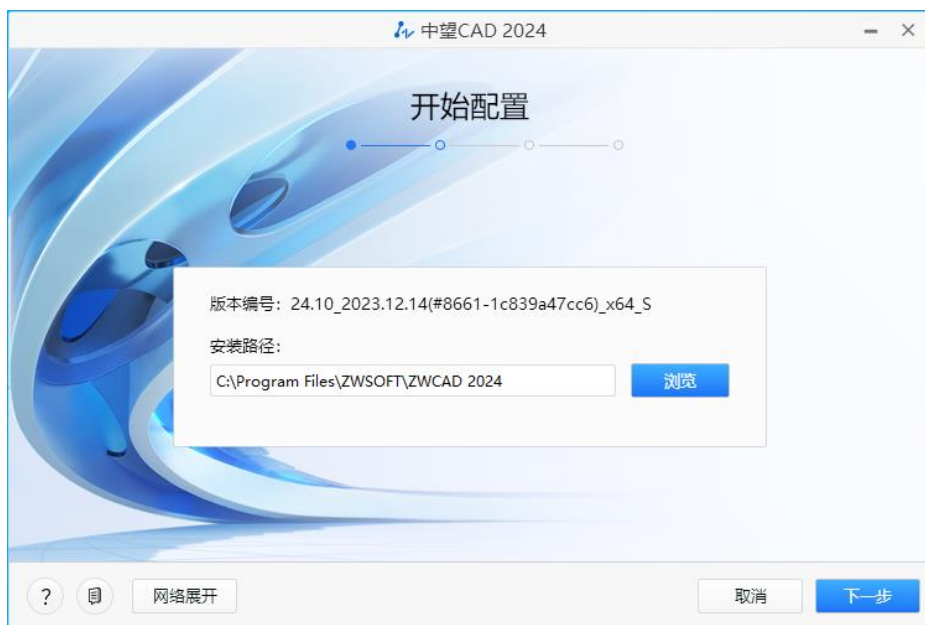 中望CAD 2024
开始配置
版本编号：24.10_2023.12.14(#8661-1c839a47cc6)_x64_S
安装路径：
C:\Program Files\ZWSOFT\ZWCAD 2024
浏览
?
网络展开
取消
下一步